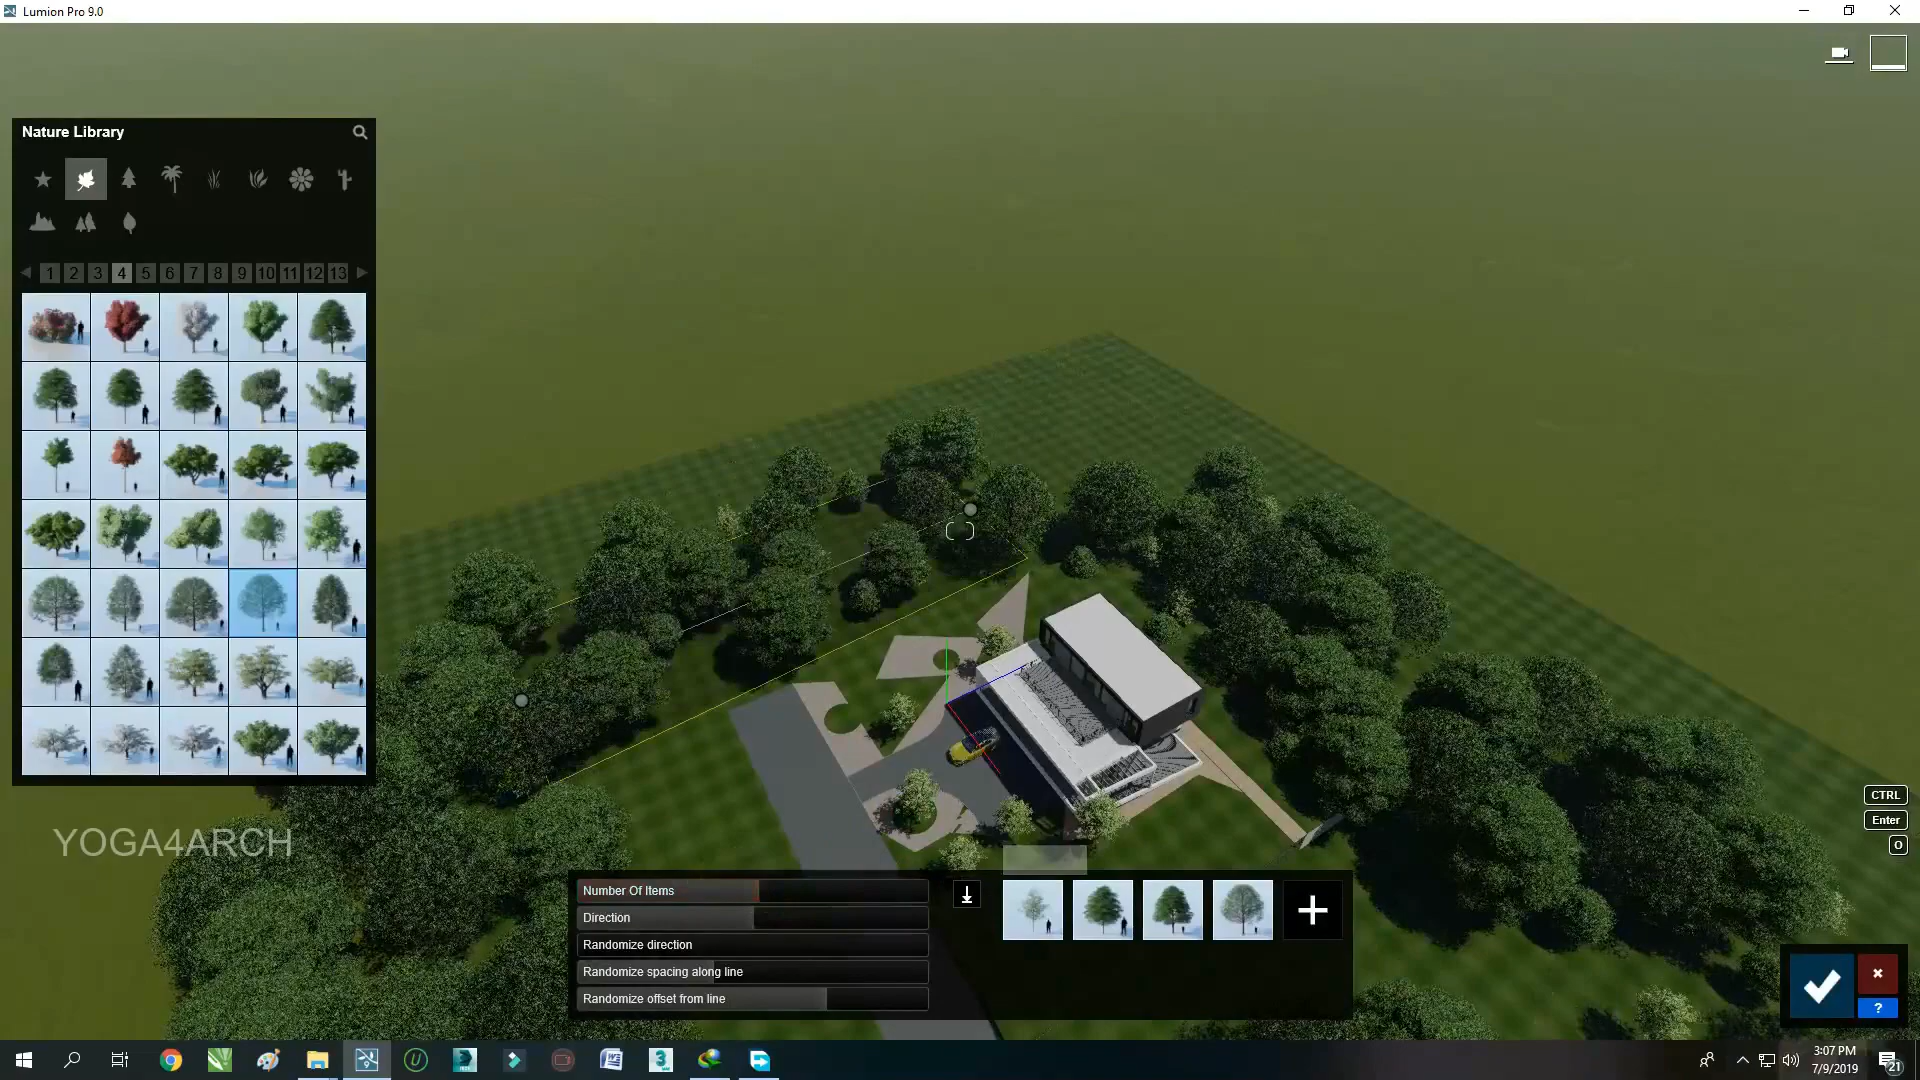 Lumion Pro 9.0
Nature Library
1 2 3 4 5 6 7 8 9 10 11 12 13
YOGA4ARCH
CTRL
Enter
O
Number Of Items
Direction
Randomize direction
Randomize spacing along line
Randomize offset from line
?
3:07 PM
7/9/2019
21